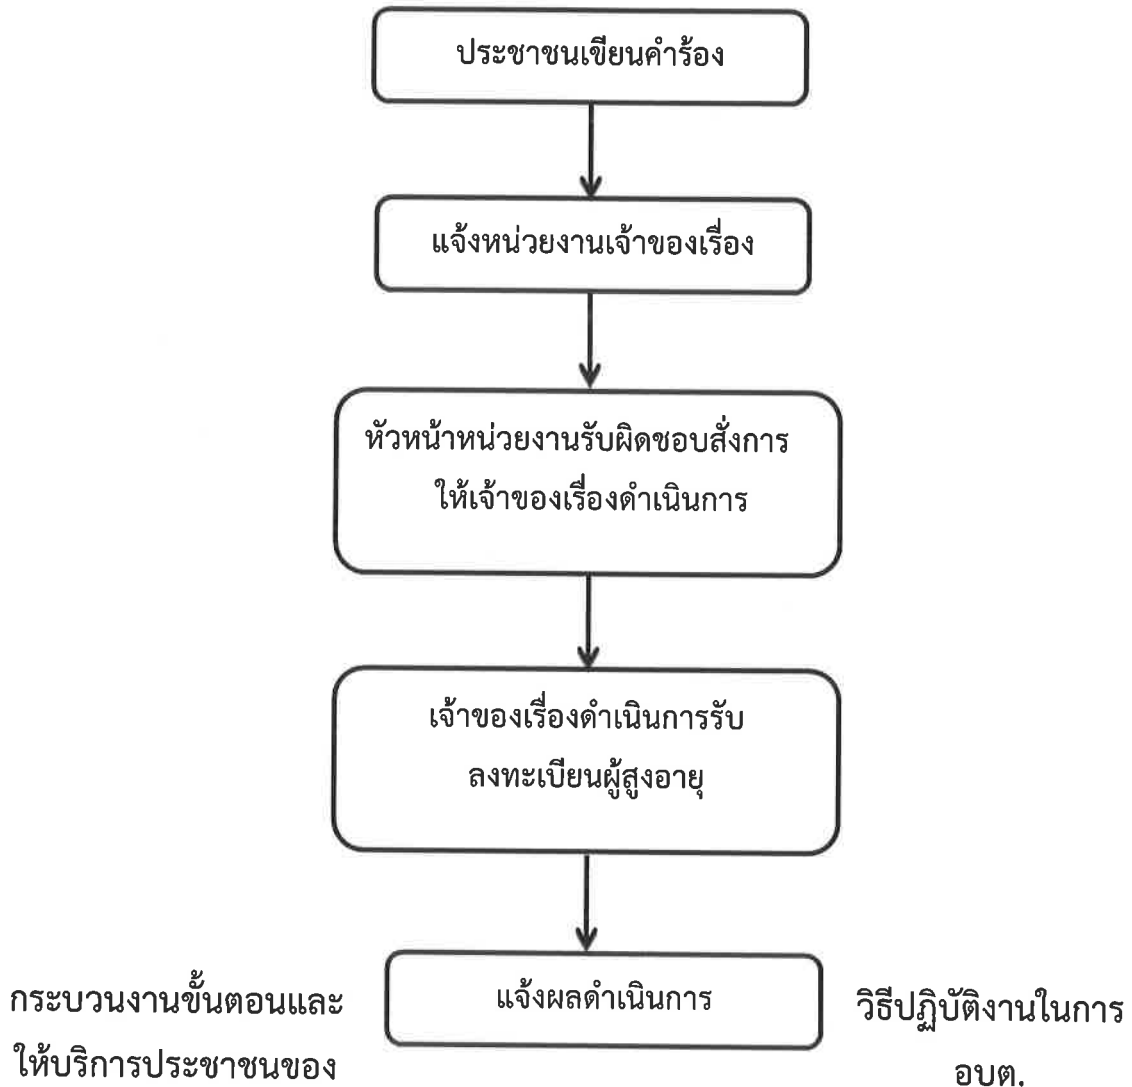 ประชาชนเขียนคำร้อง
แจ้งหน่วยงานเจ้าของเรื่อง
หัวหน้าหน่วยงานรับผิดชอบสั่งการ
ให้เจ้าของเรื่องดำเนินการ
เจ้าของเรื่องดำเนินการรับ
ลงทะเบียนผู้สูงอายุ
แจ้งผลดำเนินการ
กระบวนงานขั้นตอนและ
วิธีปฏิบัติงานในการ
ให้บริการประชาชนของ
อบต.